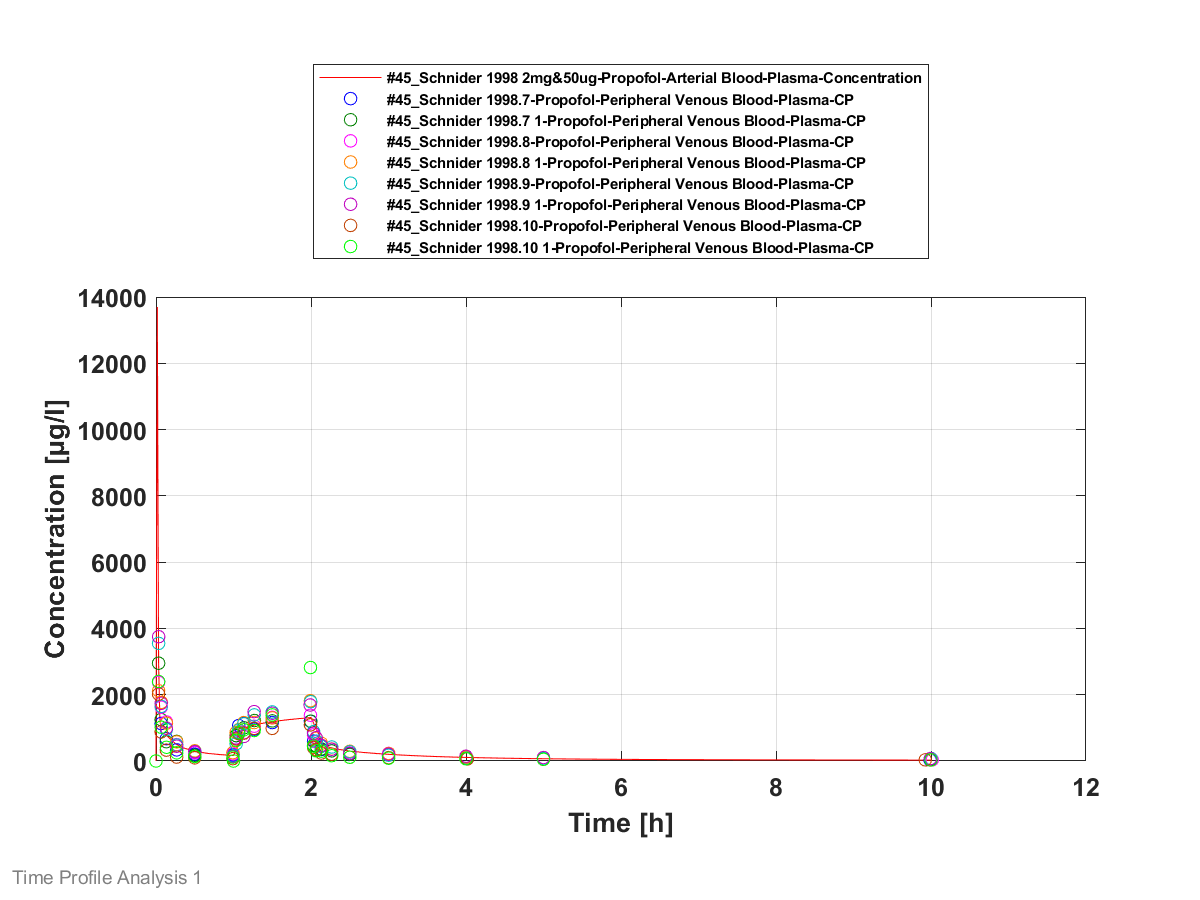 #45_Schnider 1998 2mg&50ug-Propofol-Arterial Blood-Plasma-Concentration
#45_Schnider 1998.7-Propofol-Peripheral Venous Blood-Plasma-CP
#45_Schnider 1998.7 1-Propofol-Peripheral Venous Blood-Plasma-CP
#45_Schnider 1998.8-Propofol-Peripheral Venous Blood-Plasma-CP
#45_Schnider 1998.8 1-Propofol-Peripheral Venous Blood-Plasma-CP
#45_Schnider 1998.9-Propofol-Peripheral Venous Blood-Plasma-CP
#45_Schnider 1998.9 1-Propofol-Peripheral Venous Blood-Plasma-CP
#45_Schnider 1998.10-Propofol-Peripheral Venous Blood-Plasma-CP
#45_Schnider 1998.10 1-Propofol-Peripheral Venous Blood-Plasma-CP
14000
12000
10000
8000
6000
4000
2000
0
Concentration [µg/l]
0 2 4 6 8 10 12
Time [h]
Time Profile Analysis 1